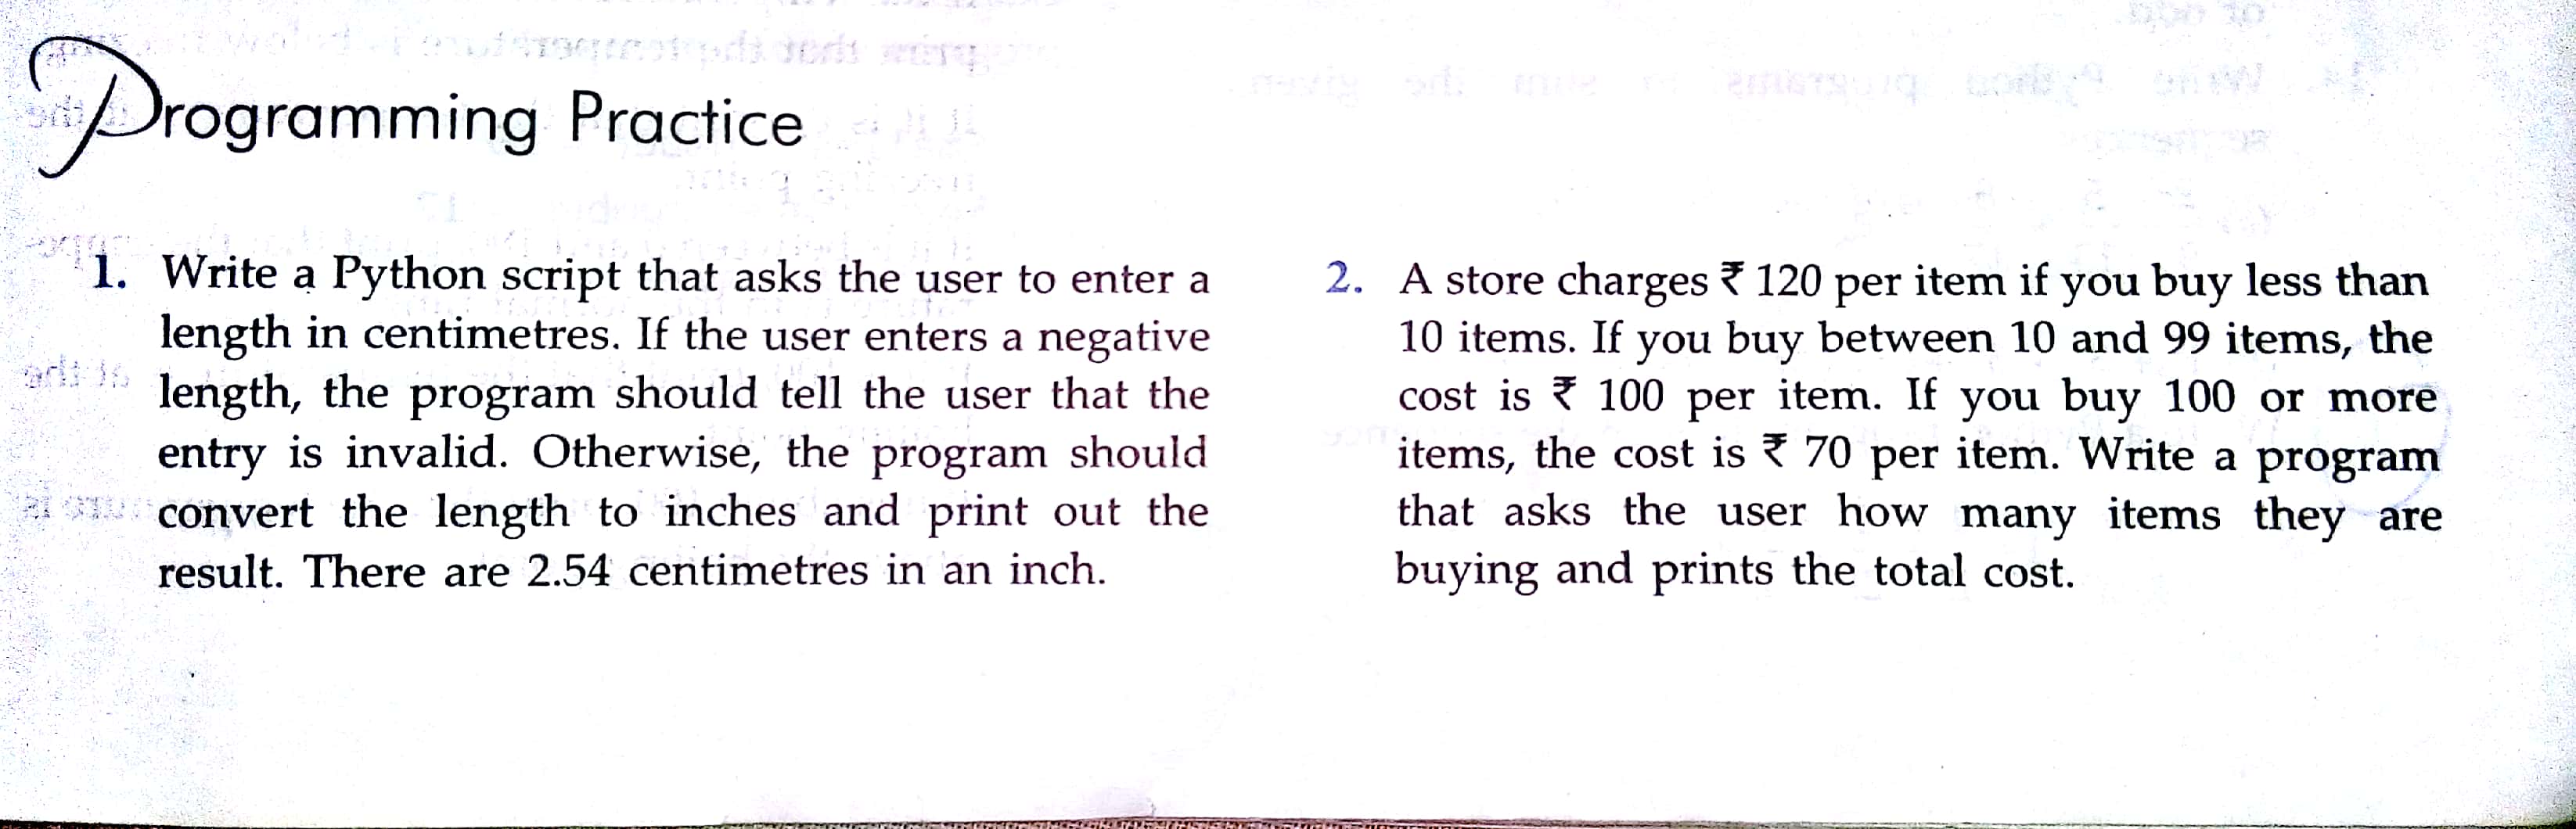 Programming Practice
1. Write a Python script that asks the user to enter a
length in centimetres. If the user enters a negative
length, the program should tell the user that the
entry is invalid. Otherwise, the program should
convert the length to inches and print out the
result. There are 2.54 centimetres in an inch.
2. A store charges ₹ 120 per item if you buy less than
10 items. If you buy between 10 and 99 items, the
cost is ₹ 100 per item. If you buy 100 or more
items, the cost is ₹ 70 per item. Write a program
that asks the user how many items they are
buying and prints the total cost.